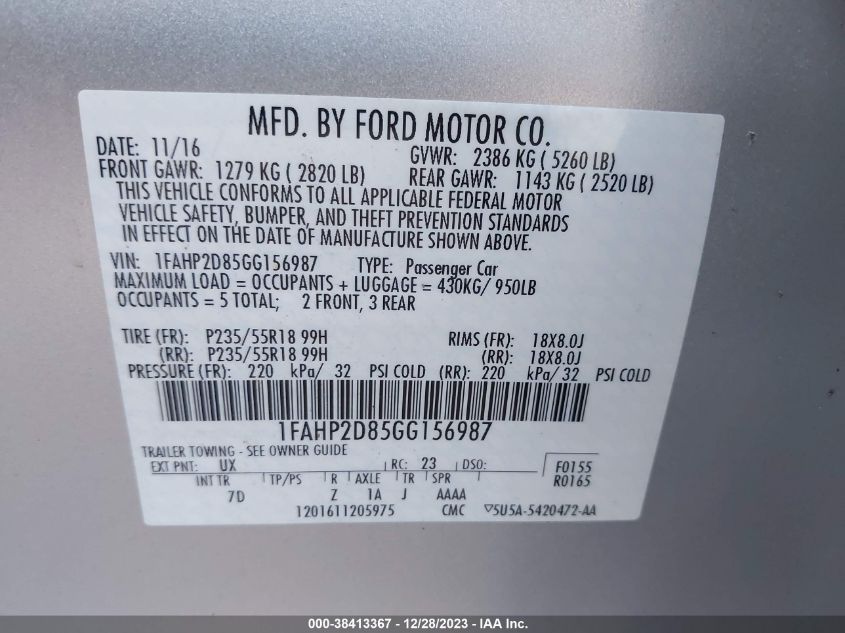 MFD. BY FORD MOTOR CO.
DATE: 11/16 GVWR: 2386 KG ( 5260 LB)
FRONT GAWR: 1279 KG ( 2820 LB) REAR GAWR: 1143 KG ( 2520 LB)
THIS VEHICLE CONFORMS TO ALL APPLICABLE FEDERAL MOTOR
VEHICLE SAFETY, BUMPER, AND THEFT PREVENTION STANDARDS
IN EFFECT ON THE DATE OF MANUFACTURE SHOWN ABOVE.
VIN: 1FAHP2D85GG156987 TYPE: Passenger Car
MAXIMUM LOAD = OCCUPANTS + LUGGAGE = 430KG/ 950LB
OCCUPANTS = 5 TOTAL; 2 FRONT, 3 REAR
TIRE (FR): P235/55R18 99H RIMS (FR): 18X8.0J
(RR): P235/55R18 99H (RR): 18X8.0J
PRESSURE (FR): 220 kPa/ 32 PSI COLD (RR): 220 kPa/ 32 PSI COLD
1FAHP2D85GG156987
TRAILER TOWING - SEE OWNER GUIDE
EXT PNT: UX RC: 23 DSO: F0155
R0165
INT TR TP/PS R AXLE TR SPR
7D Z 1A J AAAA
1201611205975 CMC ▽5U5A-5420472-AA
000-38413367 - 12/28/2023 - IAA Inc.